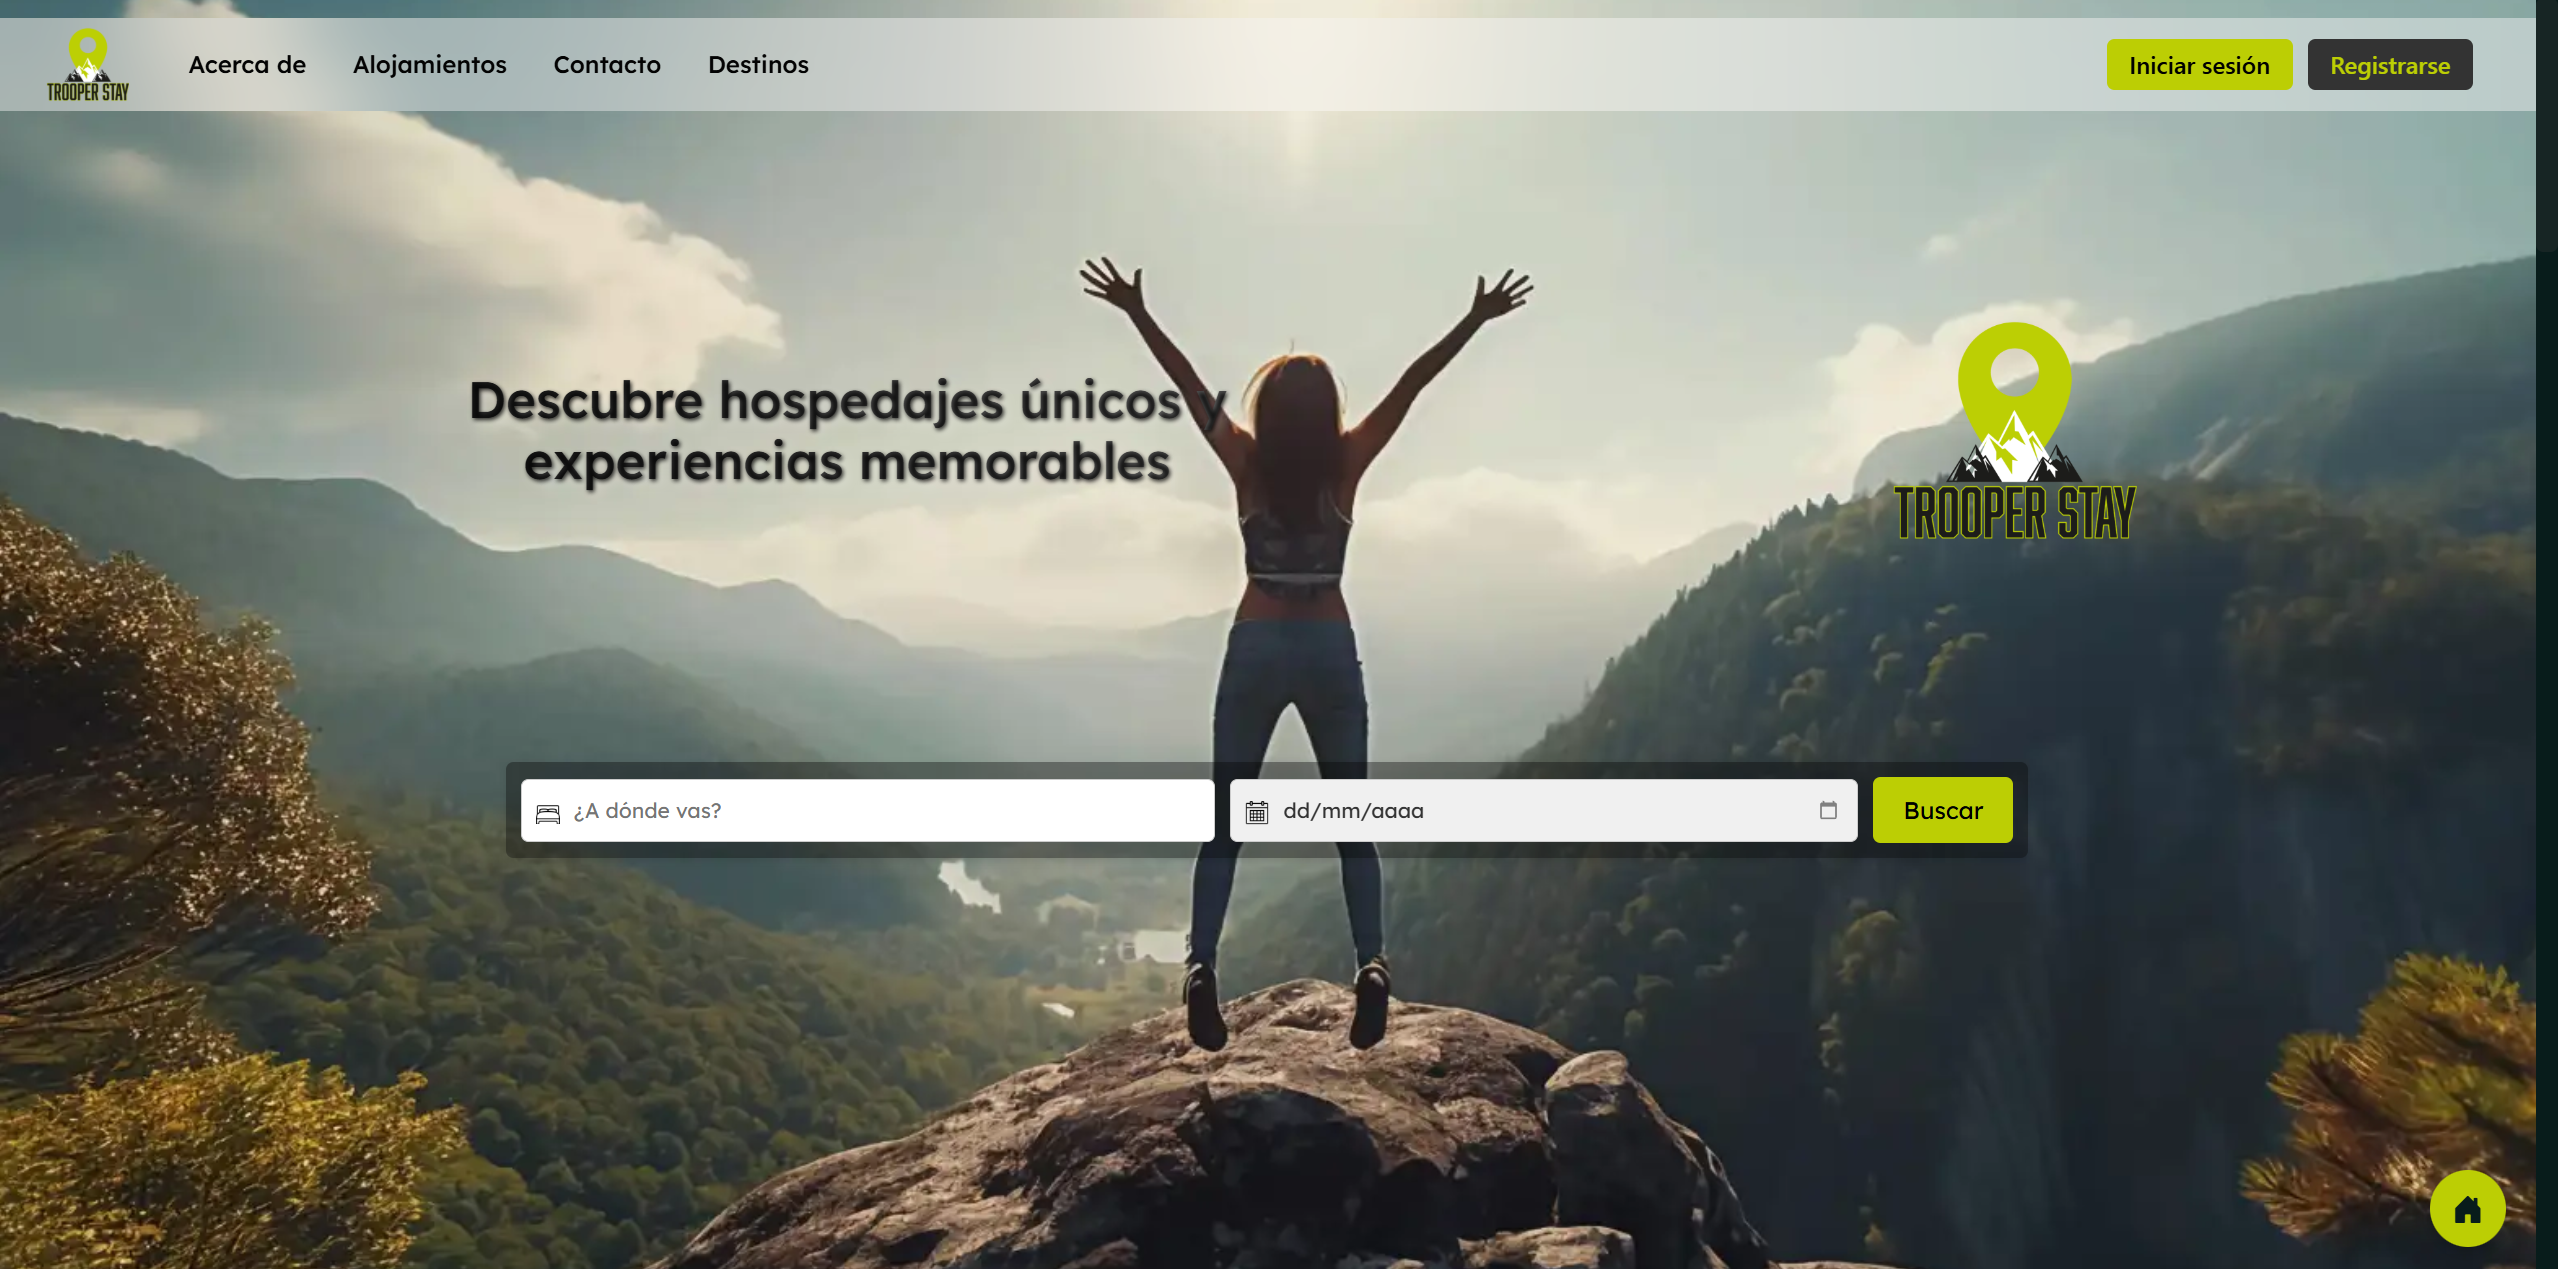 TROOPER STAY
Acerca de
Alojamientos
Contacto
Destinos
Iniciar sesión
Registrarse
Descubre hospedajes únicos y
experiencias memorables
TROOPER STAY
¿A dónde vas?
dd/mm/aaaa
Buscar